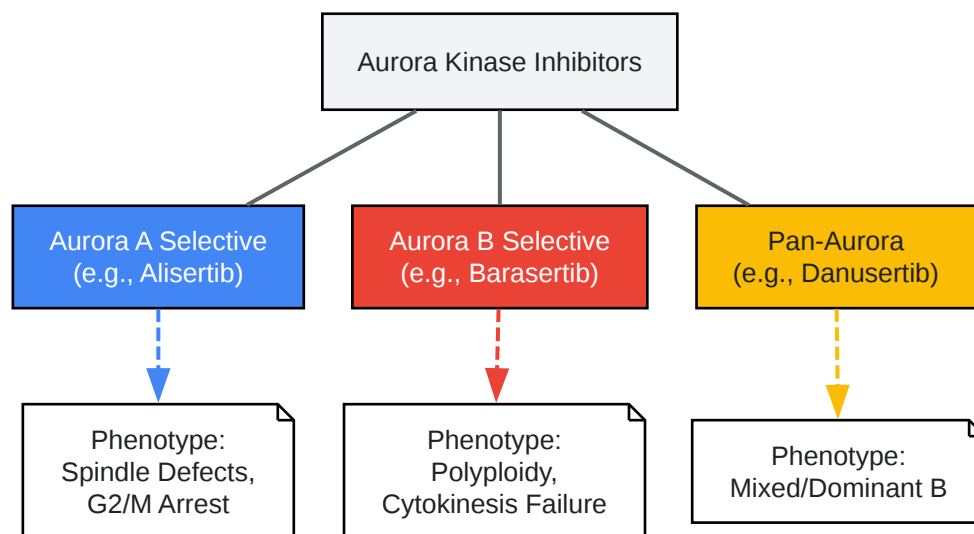 Aurora Kinase Inhibitors
Aurora A Selective
(e.g., Alisertib)
Aurora B Selective
(e.g., Barasertib)
Pan-Aurora
(e.g., Danusertib)
Phenotype:
Spindle Defects,
G2/M Arrest
Phenotype:
Polyploidy,
Cytokinesis Failure
Phenotype:
Mixed/Dominant B